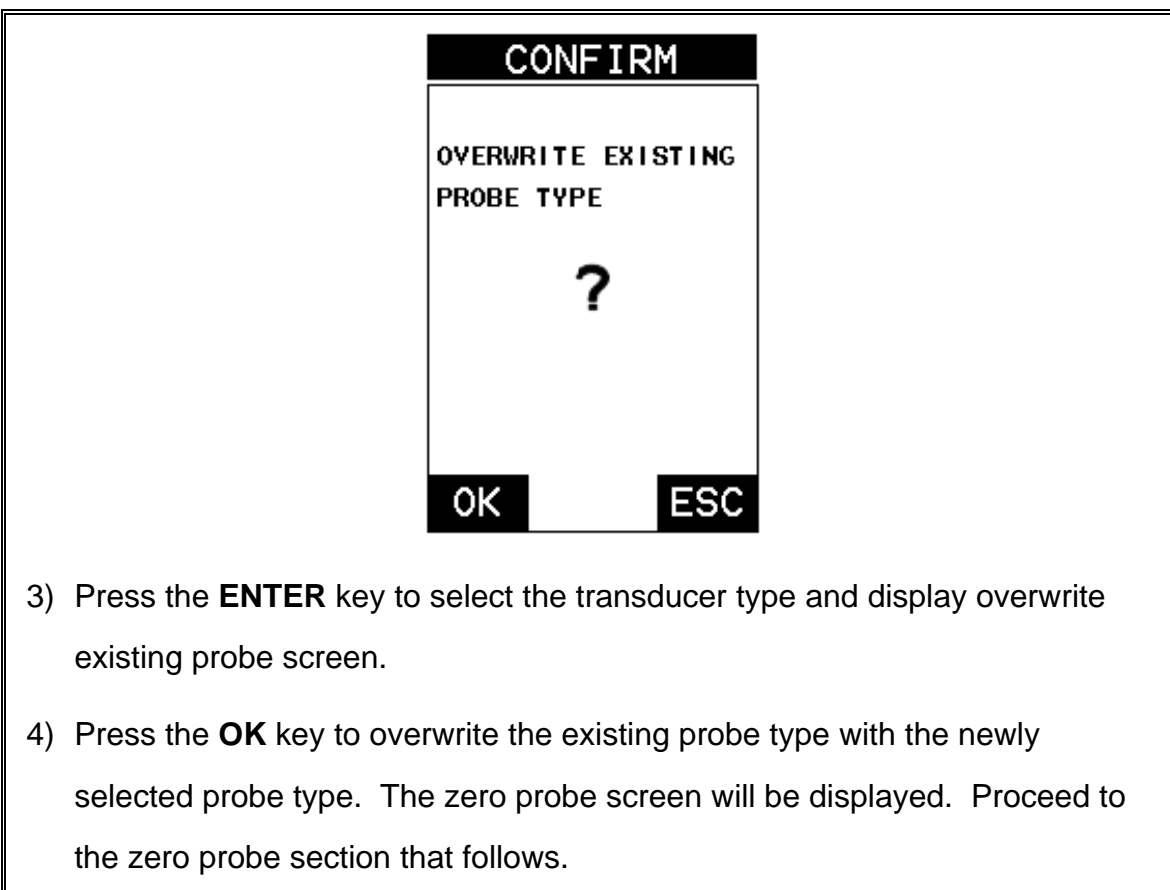 CONFIRM
OVERWRITE EXISTING
PROBE TYPE
?
OK ESC
3) Press the ENTER key to select the transducer type and display overwrite
existing probe screen.
4) Press the OK key to overwrite the existing probe type with the newly
selected probe type.  The zero probe screen will be displayed.  Proceed to
the zero probe section that follows.